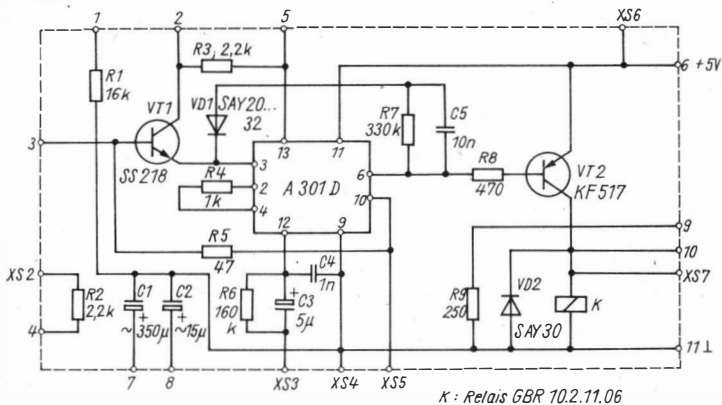 1 2 5 XS6
R3, 2,2k
6 +5V
R1
16k
VT1
VD1 SAY20...
32
R7
330k
C5
10n
3
13 11
SS218
R4
1k
3
2
4
A301D
6
10
R8
470
VT2
KF517
12 9
R5
47
9
10
XS7
XS2
R2
2,2k
4
C1
+
~350µ
C2
+
~15µ
R6
160
k
+
C3
5µ
C4
1n
R9
250
VD2
SAY30
K
11 ⊥
7 8 XS3 XS4 XS5
K: Relais GBR 10.2.11.06